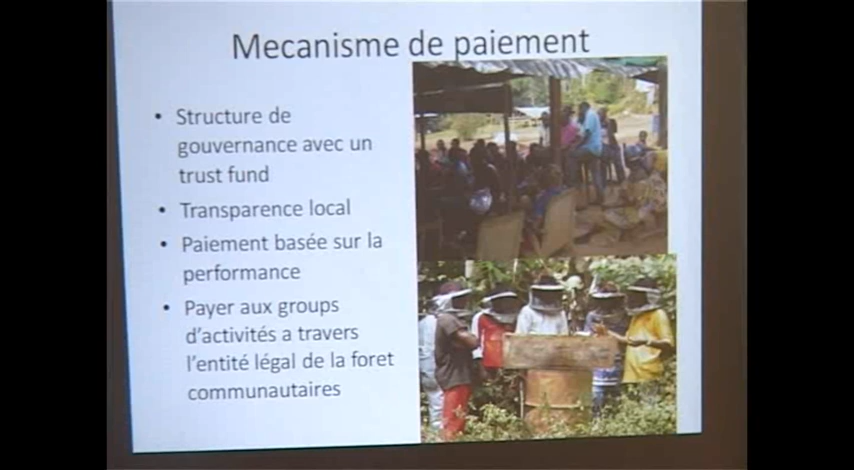 Mecanisme de paiement
• Structure de
gouvernance avec un
trust fund
• Transparence local
• Paiement basée sur la
performance
• Payer aux groups
d'activités a travers
l'entité légal de la foret
communautaires